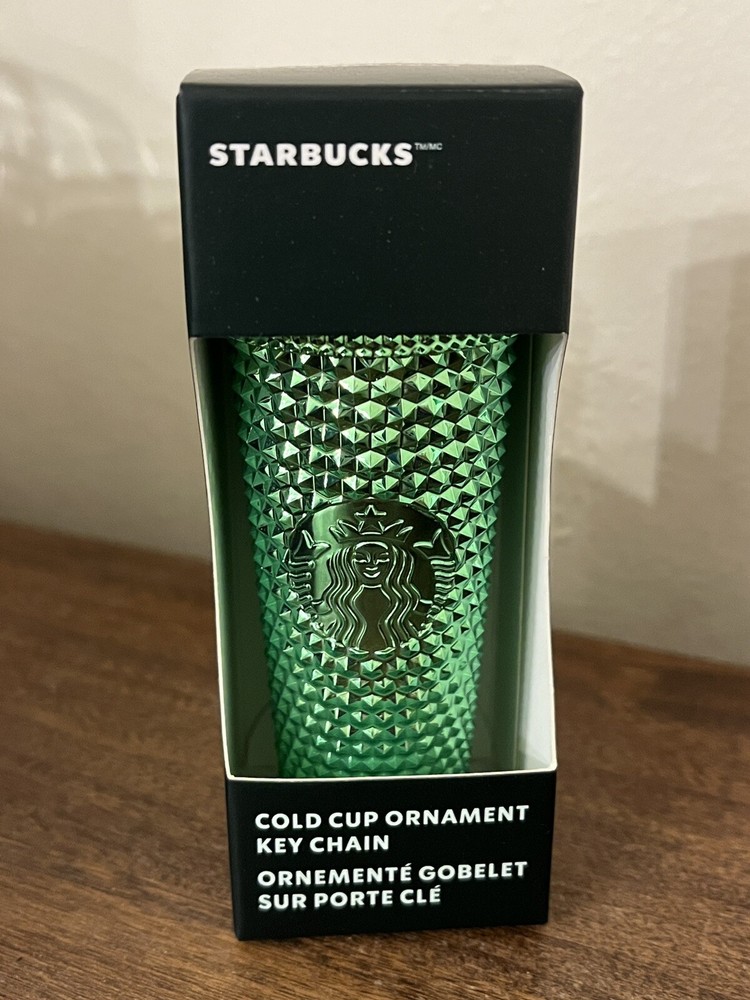 STARBUCKS™/MC
COLD CUP ORNAMENT
KEY CHAIN
ORNEMENTÉ GOBELET
SUR PORTE CLÉ